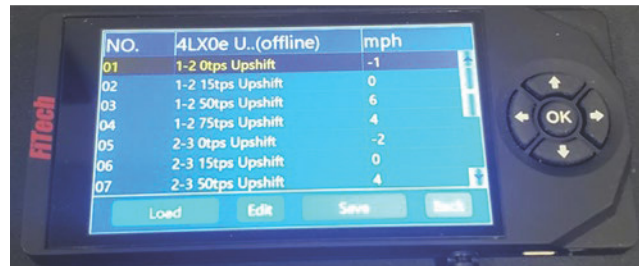 FiTech
NO. 4LX0e U..(offline) mph
01 1-2 0tps Upshift -1
02 1-2 15tps Upshift 0
03 1-2 50tps Upshift 6
04 1-2 75tps Upshift 4
05 2-3 0tps Upshift -2
06 2-3 15tps Upshift 0
07 2-3 50tps Upshift 4
Load Edit Save Back
OK